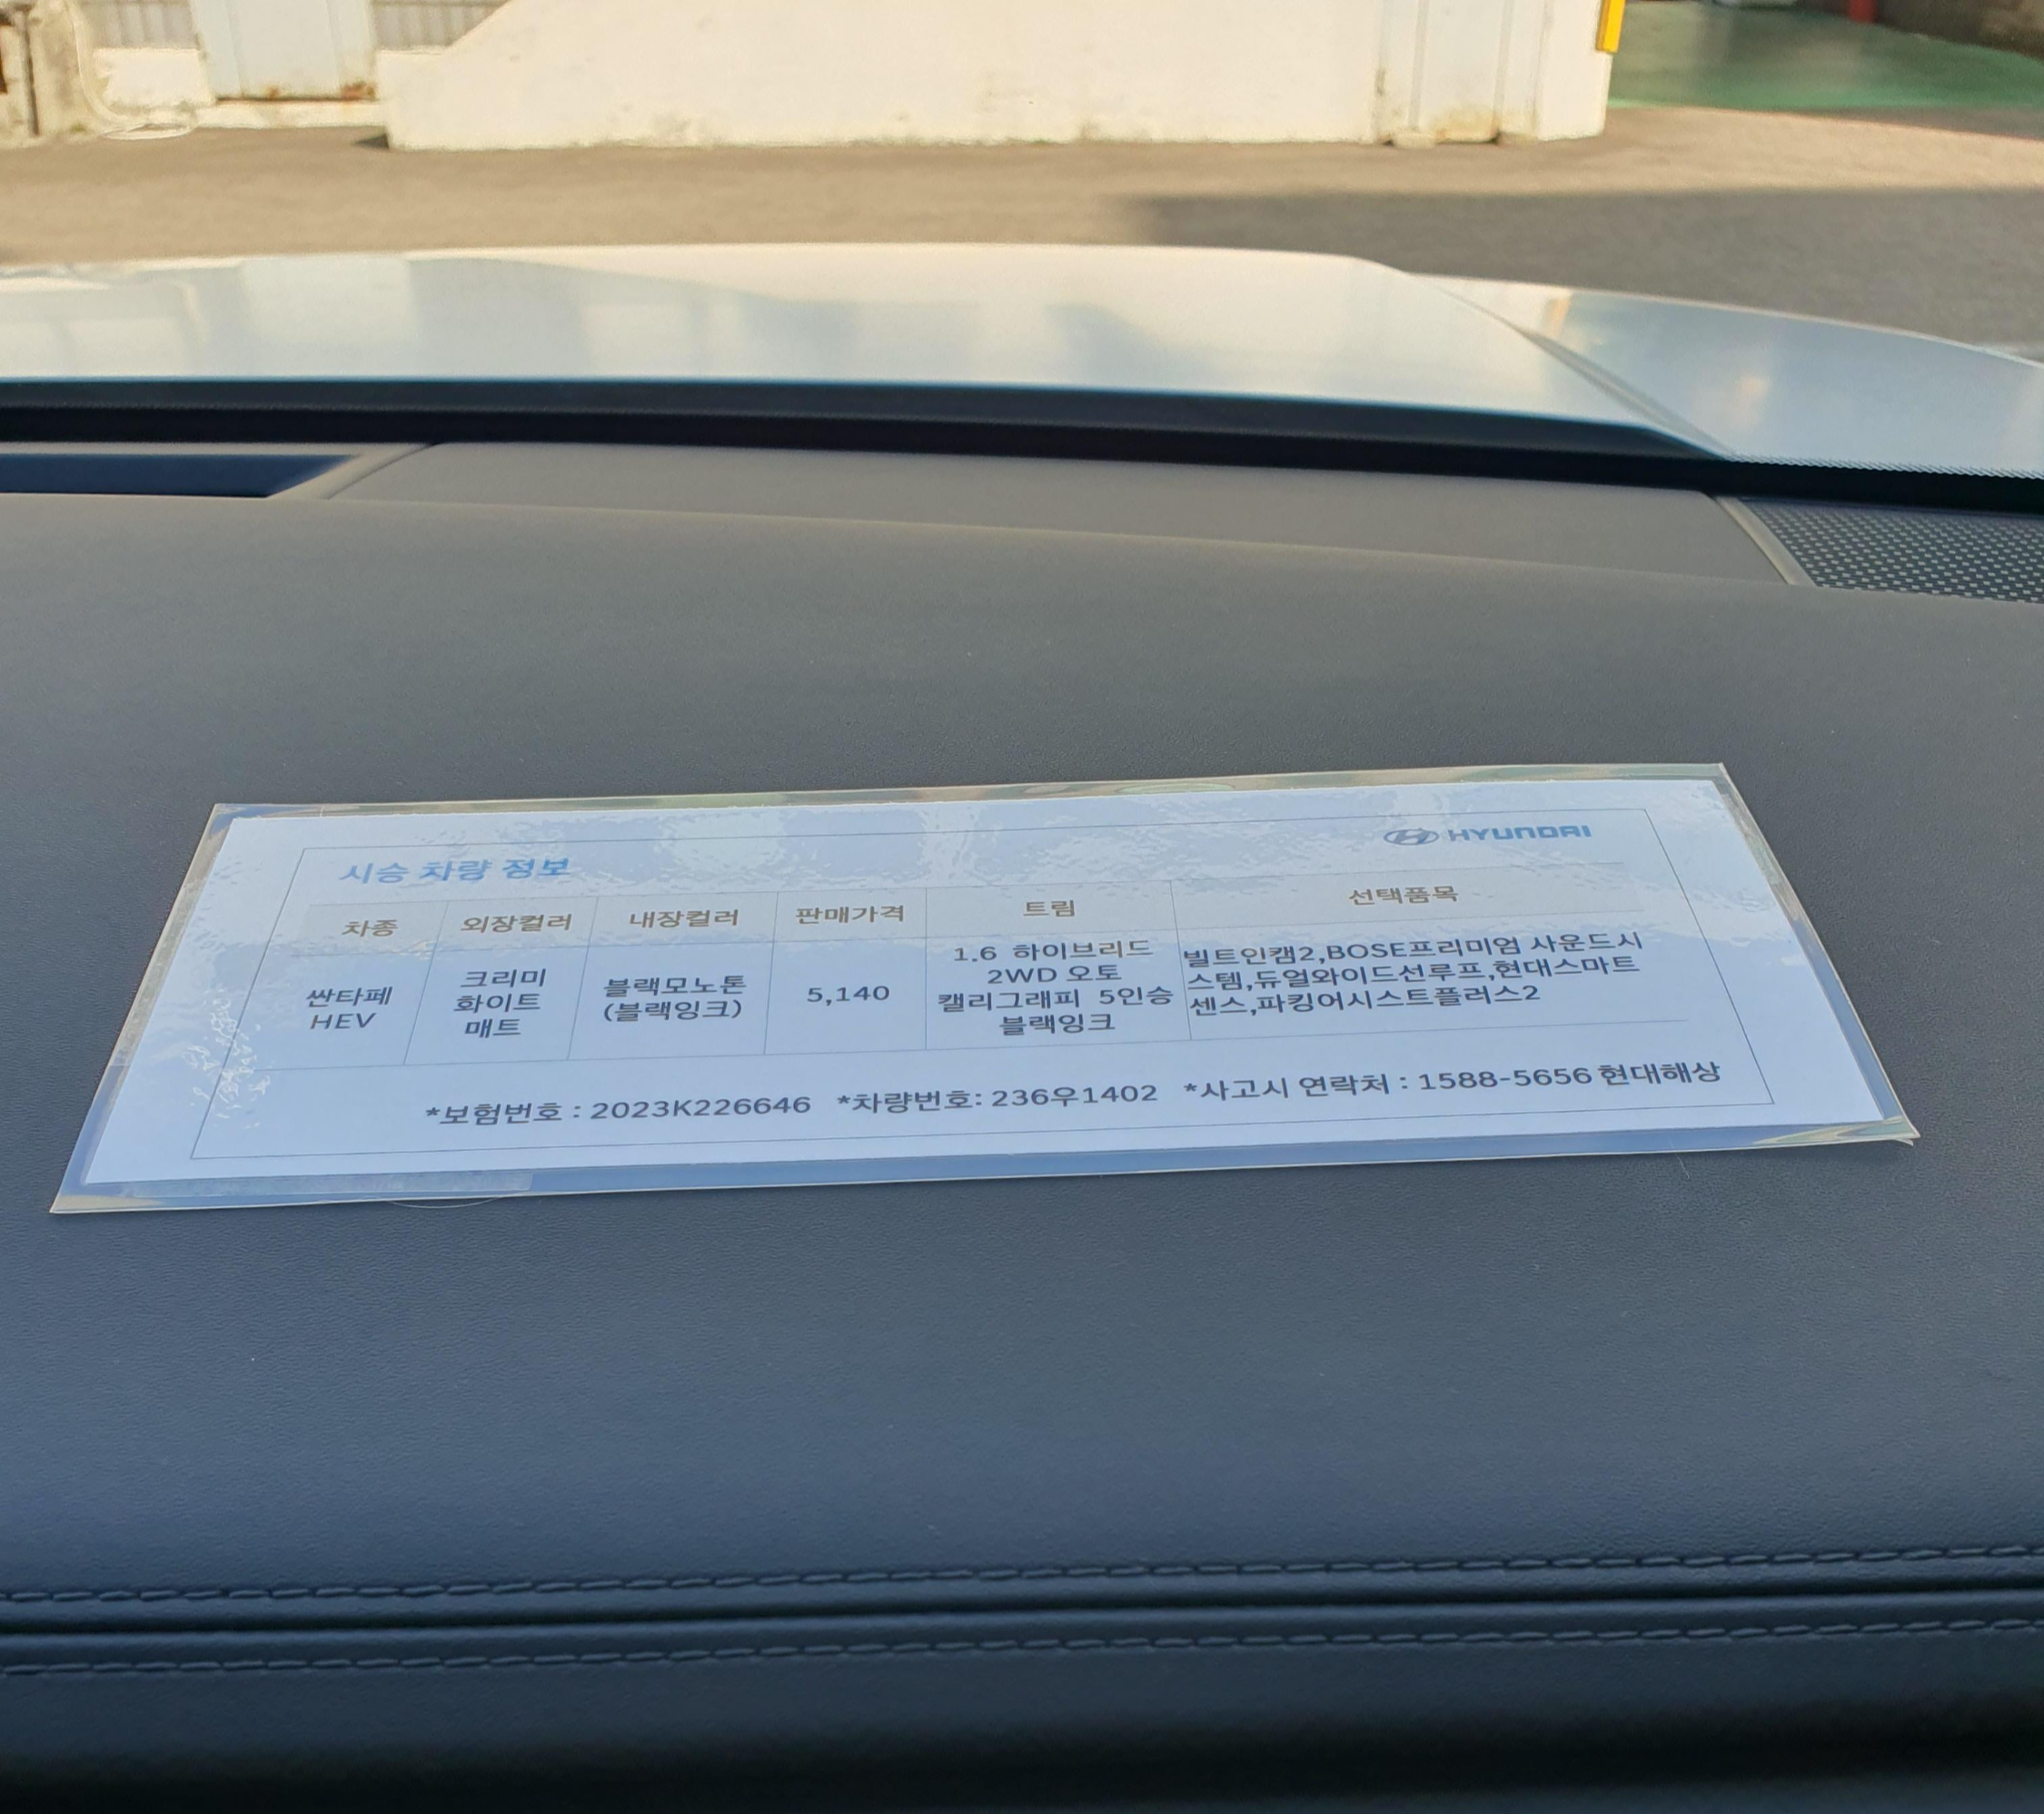 HYUNDAI
시승 차량 정보
차종 외장컬러 내장컬러 판매가격 트림 선택품목
싼타페
HEV
크리미
화이트
매트
블랙모노톤
(블랙잉크)
5,140
1.6 하이브리드
2WD 오토
캘리그래피 5인승
블랙잉크
빌트인캠2,BOSE프리미엄 사운드시
스템,듀얼와이드선루프,현대스마트
센스,파킹어시스트플러스2
*보험번호 : 2023K226646 *차량번호: 236우1402 *사고시 연락처 : 1588-5656 현대해상